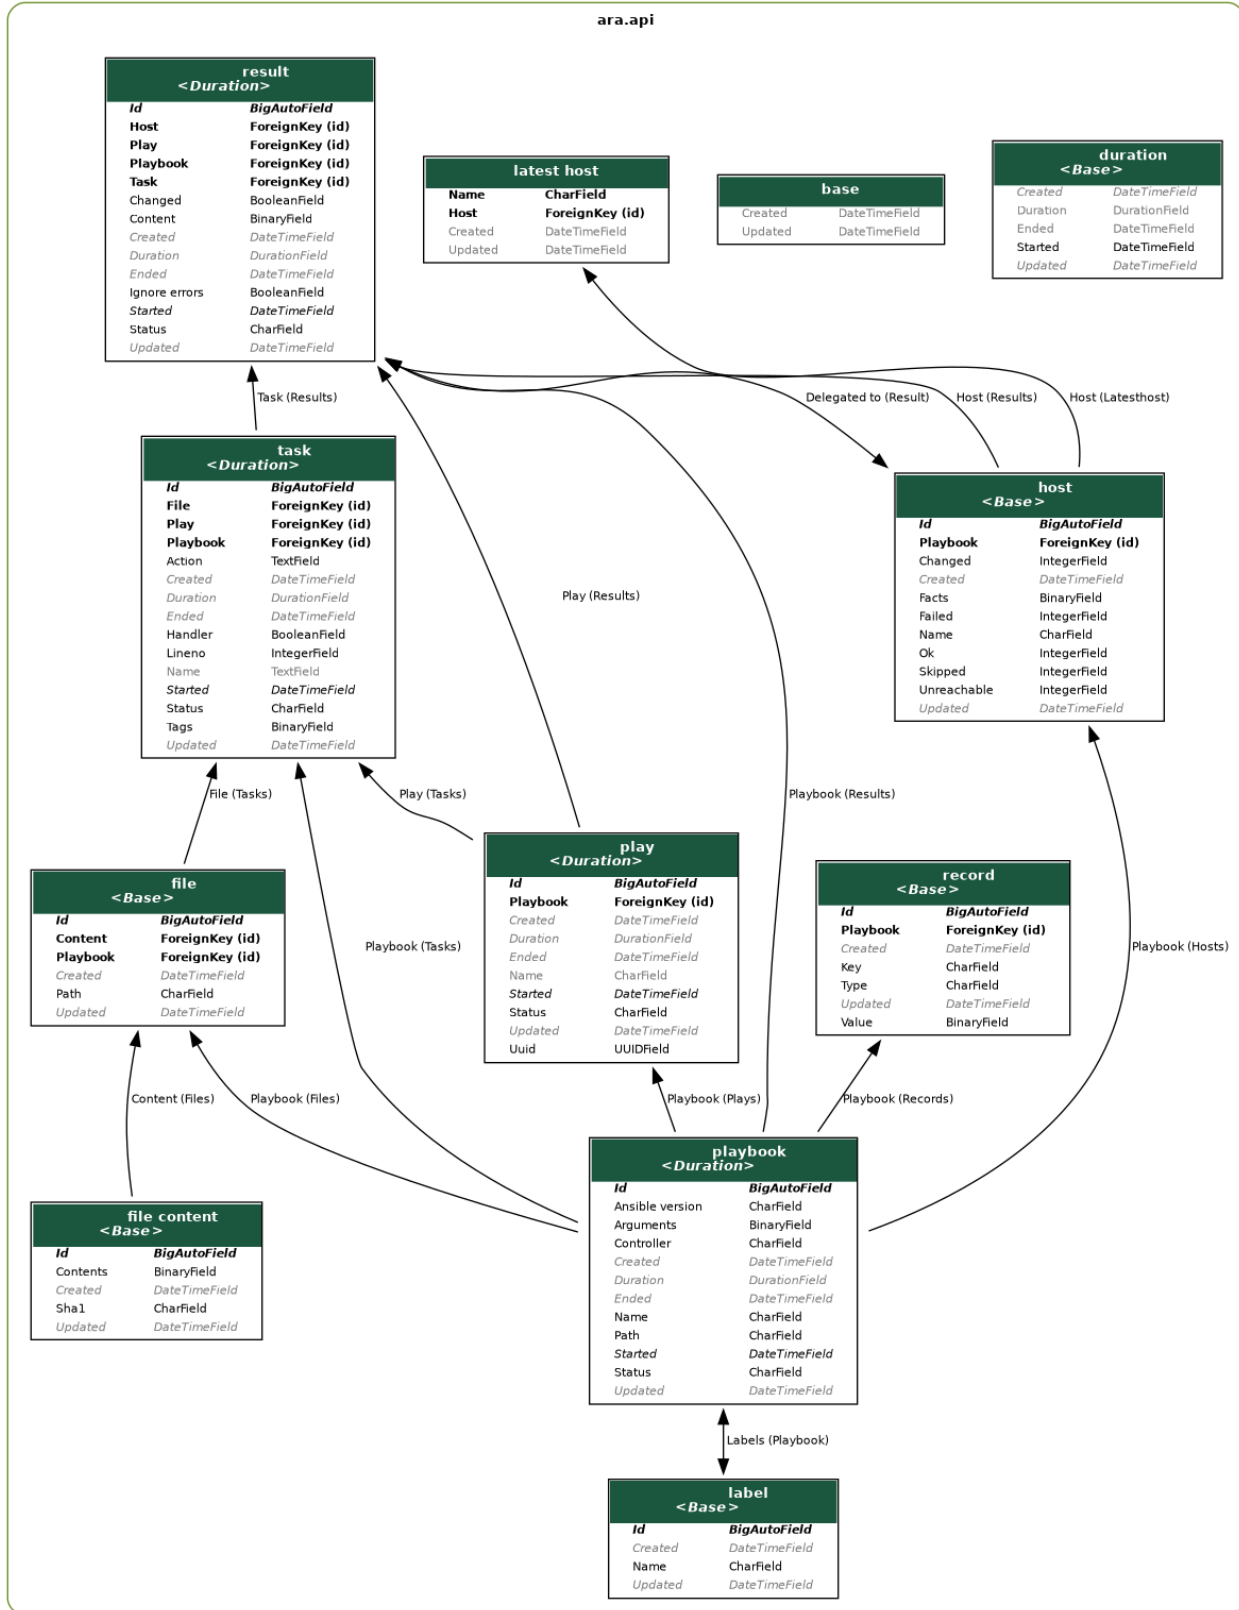 ara.api
result
<Duration>
Id BigAutoField
Host ForeignKey (id)
Play ForeignKey (id)
Playbook ForeignKey (id)
Task ForeignKey (id)
Changed BooleanField
Content BinaryField
Created DateTimeField
Duration DurationField
Ended DateTimeField
Ignore errors BooleanField
Started DateTimeField
Status CharField
Updated DateTimeField
latest host
Name CharField
Host ForeignKey (id)
Created DateTimeField
Updated DateTimeField
base
Created DateTimeField
Updated DateTimeField
duration
<Base>
Created DateTimeField
Duration DurationField
Ended DateTimeField
Started DateTimeField
Updated DateTimeField
Task (Results)
Delegated to (Result)
Host (Results)
Host (Latesthost)
task
<Duration>
Id BigAutoField
File ForeignKey (id)
Play ForeignKey (id)
Playbook ForeignKey (id)
Action TextField
Created DateTimeField
Duration DurationField
Ended DateTimeField
Handler BooleanField
Lineno IntegerField
Name TextField
Started DateTimeField
Status CharField
Tags BinaryField
Updated DateTimeField
Play (Results)
host
<Base>
Id BigAutoField
Playbook ForeignKey (id)
Changed IntegerField
Created DateTimeField
Facts BinaryField
Failed IntegerField
Name CharField
Ok IntegerField
Skipped IntegerField
Unreachable IntegerField
Updated DateTimeField
File (Tasks)
Play (Tasks)
Playbook (Results)
file
<Base>
Id BigAutoField
Content ForeignKey (id)
Playbook ForeignKey (id)
Created DateTimeField
Path CharField
Updated DateTimeField
Playbook (Tasks)
play
<Duration>
Id BigAutoField
Playbook ForeignKey (id)
Created DateTimeField
Duration DurationField
Ended DateTimeField
Name CharField
Started DateTimeField
Status CharField
Updated DateTimeField
Uuid UUIDField
record
<Base>
Id BigAutoField
Playbook ForeignKey (id)
Created DateTimeField
Key CharField
Type CharField
Updated DateTimeField
Value BinaryField
Playbook (Hosts)
Content (Files)
Playbook (Files)
Playbook (Plays)
Playbook (Records)
file content
<Base>
Id BigAutoField
Contents BinaryField
Created DateTimeField
Sha1 CharField
Updated DateTimeField
playbook
<Duration>
Id BigAutoField
Ansible version CharField
Arguments BinaryField
Controller CharField
Created DateTimeField
Duration DurationField
Ended DateTimeField
Name CharField
Path CharField
Started DateTimeField
Status CharField
Updated DateTimeField
Labels (Playbook)
label
<Base>
Id BigAutoField
Created DateTimeField
Name CharField
Updated DateTimeField